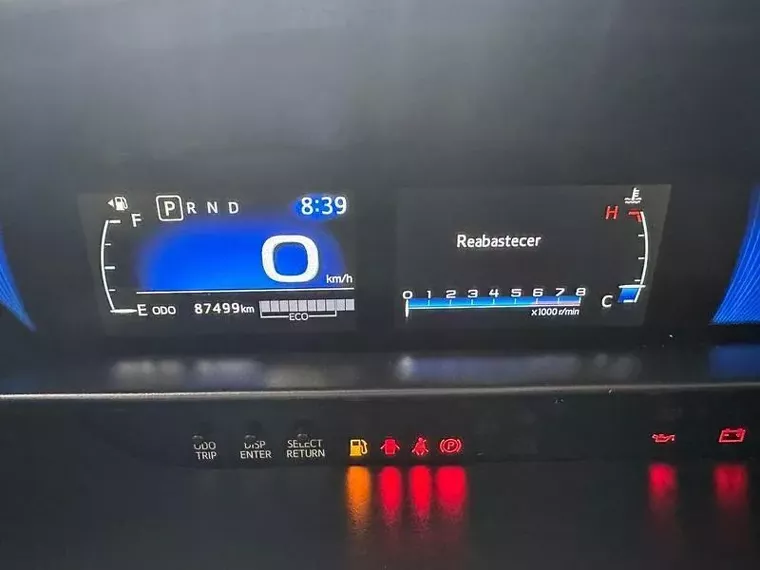 F
P R N D 8:39
0 km/h
E ODO 87499km
ECO
Reabastecer
0 1 2 3 4 5 6 7 8
x1000 r/min
H
C
ODO TRIP
DISP ENTER
SELECT RETURN
P